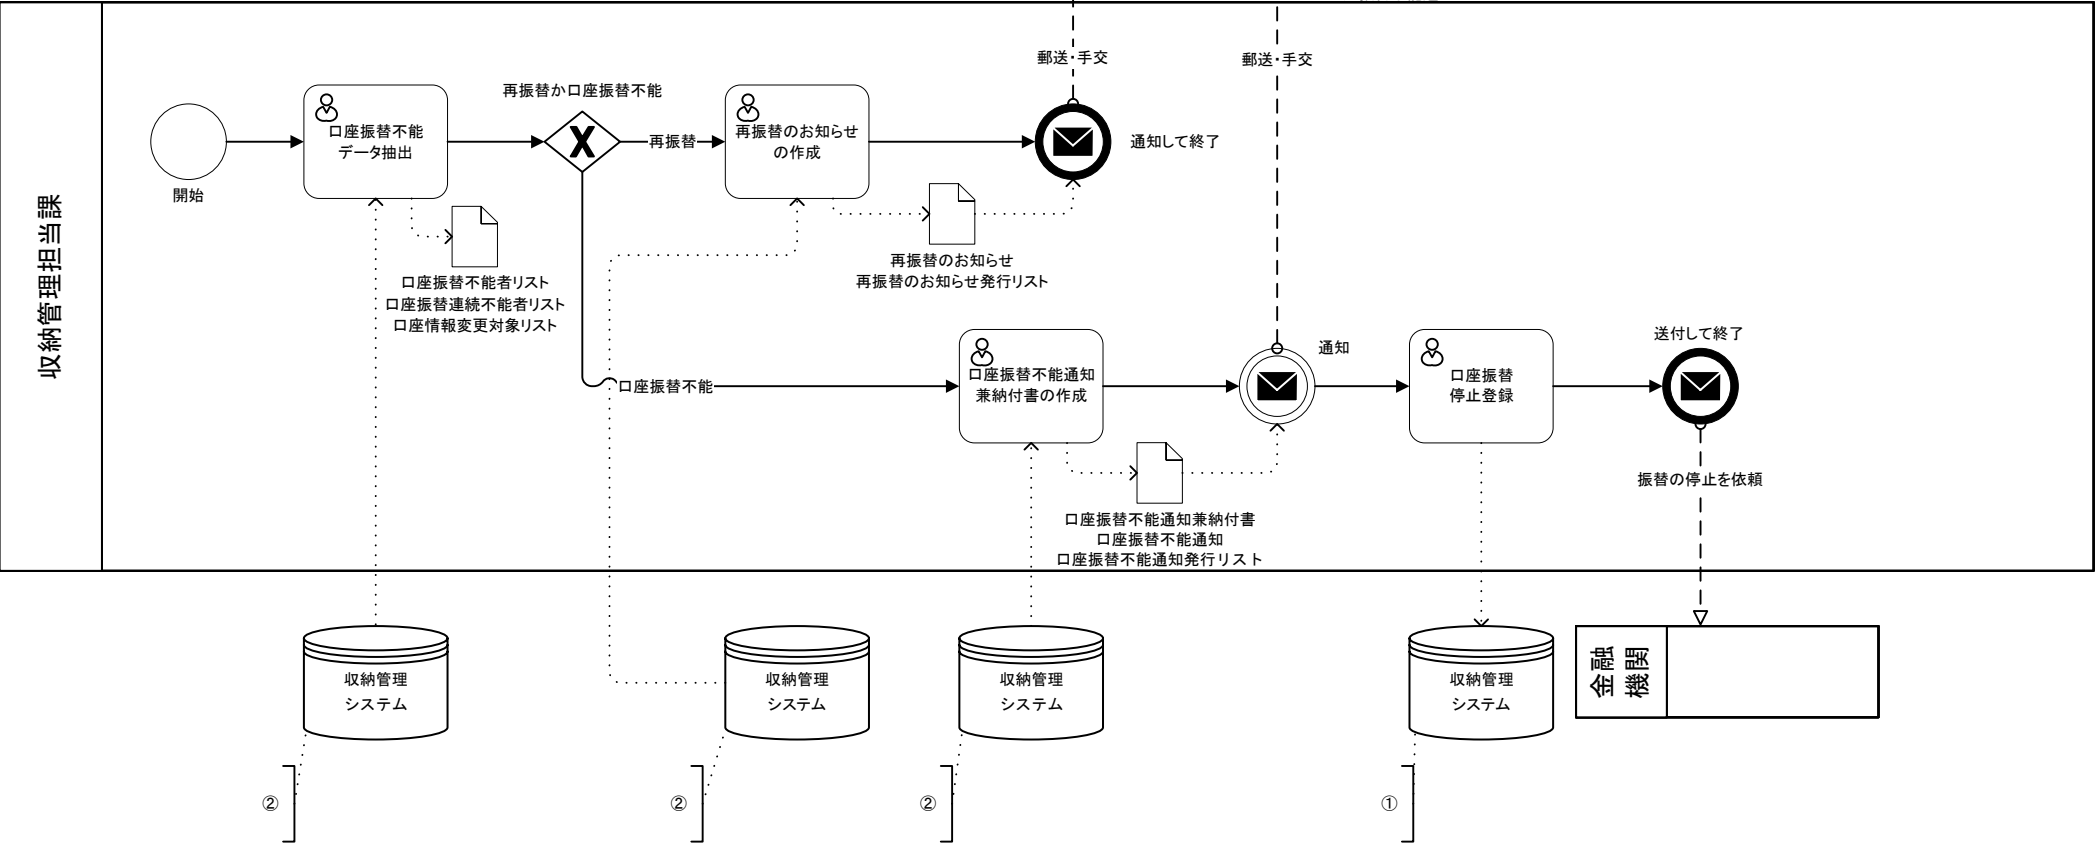 収納管理担当課
郵送・手交
郵送・手交
再振替か口座振替不能
口座振替不能
データ抽出
再振替
再振替のお知らせ
の作成
通知して終了
開始
口座振替不能者リスト
口座振替連続不能者リスト
口座情報変更対象リスト
再振替のお知らせ
再振替のお知らせ発行リスト
口座振替不能
口座振替不能通知
兼納付書の作成
通知
口座振替
停止登録
送付して終了
振替の停止を依頼
口座振替不能通知兼納付書
口座振替不能通知
口座振替不能通知発行リスト
収納管理
システム
収納管理
システム
収納管理
システム
収納管理
システム
金融
機関
②
②
②
①